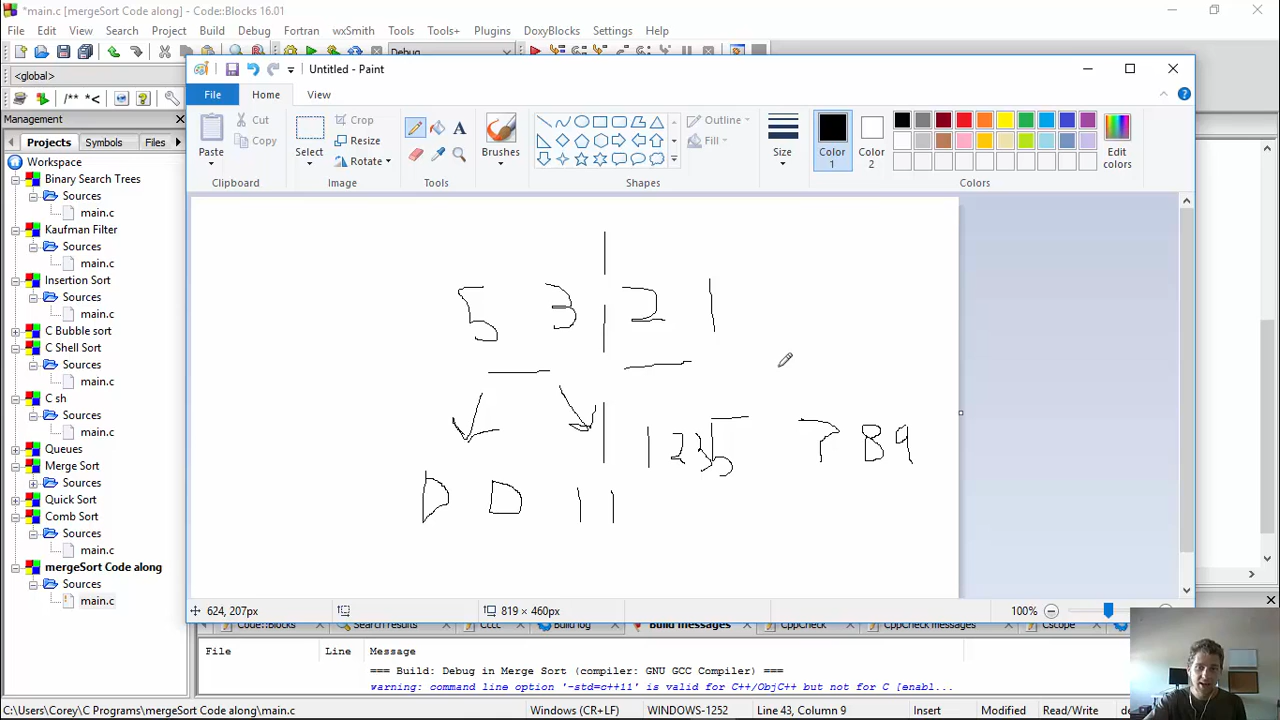 *main.c [mergeSort Code along] - Code::Blocks 16.01
File Edit View Search Project Build Debug Fortran wxSmith Tools Tools+ Plugins DoxyBlocks Settings Help
Debug
<global>
/** *<
Management
Projects Symbols Files
Workspace
Binary Search Trees
Sources
main.c
Kaufman Filter
Sources
main.c
Insertion Sort
Sources
main.c
C Bubble sort
C Shell Sort
Sources
main.c
C sh
Sources
main.c
Queues
Merge Sort
Quick Sort
Comb Sort
Sources
main.c
mergeSort Code along
Sources
main.c
Untitled - Paint
File Home View
Paste
Cut
Copy
Clipboard
Select
Crop
Resize
Rotate
Image
A
Tools
Brushes
Outline
Fill
Shapes
Size
Color 1
Color 2
Edit colors
Colors
5 3 2 1
1 2 3 5 7 8 9
D D 1 1
624, 207px
819 × 460px
100%
Code::Blocks Search results Cccc Build log Build messages CppCheck CppCheck messages Cscope
File Line Message
=== Build: Debug in Merge Sort (compiler: GNU GCC Compiler) ===
warning: command line option '-std=c++11' is valid for C++/ObjC++ but not for C [enabl...
C:\Users\Corey\C Programs\mergeSort Code along\main.c Windows (CR+LF) WINDOWS-1252 Line 43, Column 9 Insert Modified Read/Write